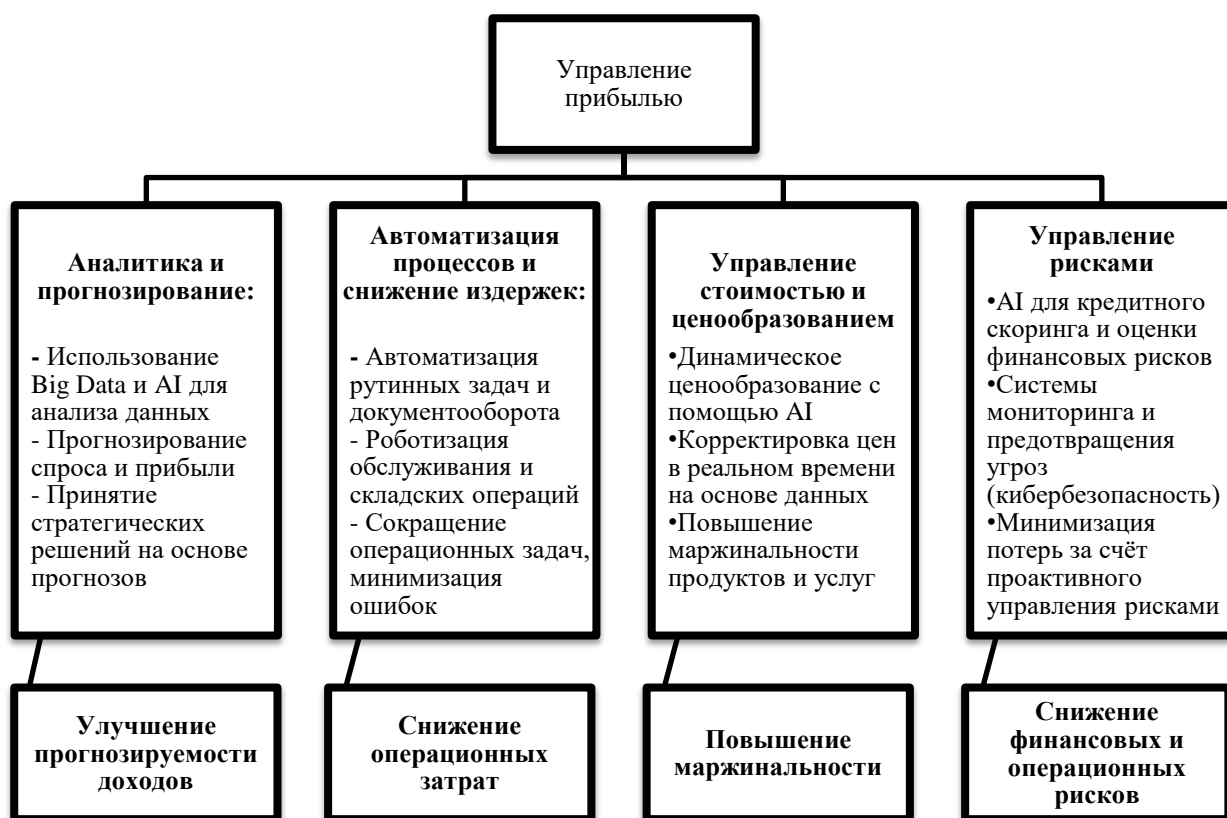 Управление
прибылью
Аналитика и
прогнозирование:
- Использование
Big Data и AI для
анализа данных
- Прогнозирование
спроса и прибыли
- Принятие
стратегических
решений на основе
прогнозов
Автоматизация
процессов и
снижение издержек:
- Автоматизация
рутинных задач и
документооборота
- Роботизация
обслуживания и
складских операций
- Сокращение
операционных задач,
минимизация
ошибок
Управление
стоимостью и
ценообразованием
•Динамическое
ценообразование с
помощью AI
•Корректировка цен
в реальном времени
на основе данных
•Повышение
маржинальности
продуктов и услуг
Управление
рисками
•AI для кредитного
скоринга и оценки
финансовых рисков
•Системы
мониторинга и
предотвращения
угроз
(кибербезопасность)
•Минимизация
потерь за счёт
проактивного
управления рисками
Улучшение
прогнозируемости
доходов
Снижение
операционных
затрат
Повышение
маржинальности
Снижение
финансовых и
операционных
рисков